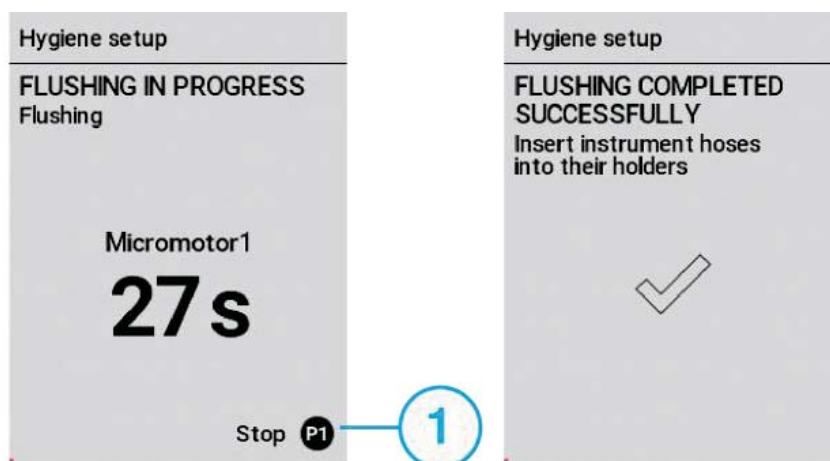 Hygiene setup
FLUSHING IN PROGRESS
Flushing
Micromotor1
27s
Stop P1
1
Hygiene setup
FLUSHING COMPLETED
SUCCESSFULLY
Insert instrument hoses
into their holders